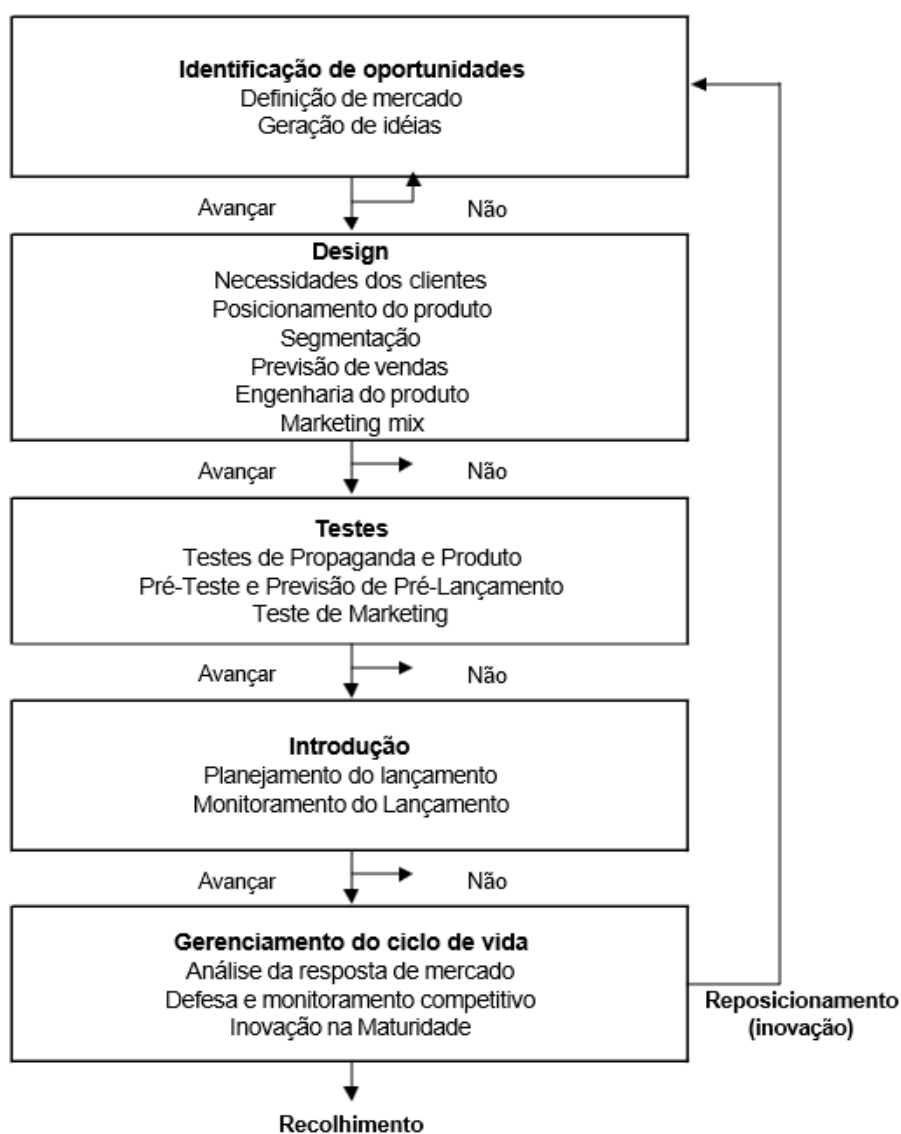 Identificação de oportunidades
Definição de mercado
Geração de idéias
Avançar
Não
Design
Necessidades dos clientes
Posicionamento do produto
Segmentação
Previsão de vendas
Engenharia do produto
Marketing mix
Avançar
Não
Testes
Testes de Propaganda e Produto
Pré-Teste e Previsão de Pré-Lançamento
Teste de Marketing
Avançar
Não
Introdução
Planejamento do lançamento
Monitoramento do Lançamento
Avançar
Não
Gerenciamento do ciclo de vida
Análise da resposta de mercado
Defesa e monitoramento competitivo
Inovação na Maturidade
Reposicionamento
(inovação)
Recolhimento